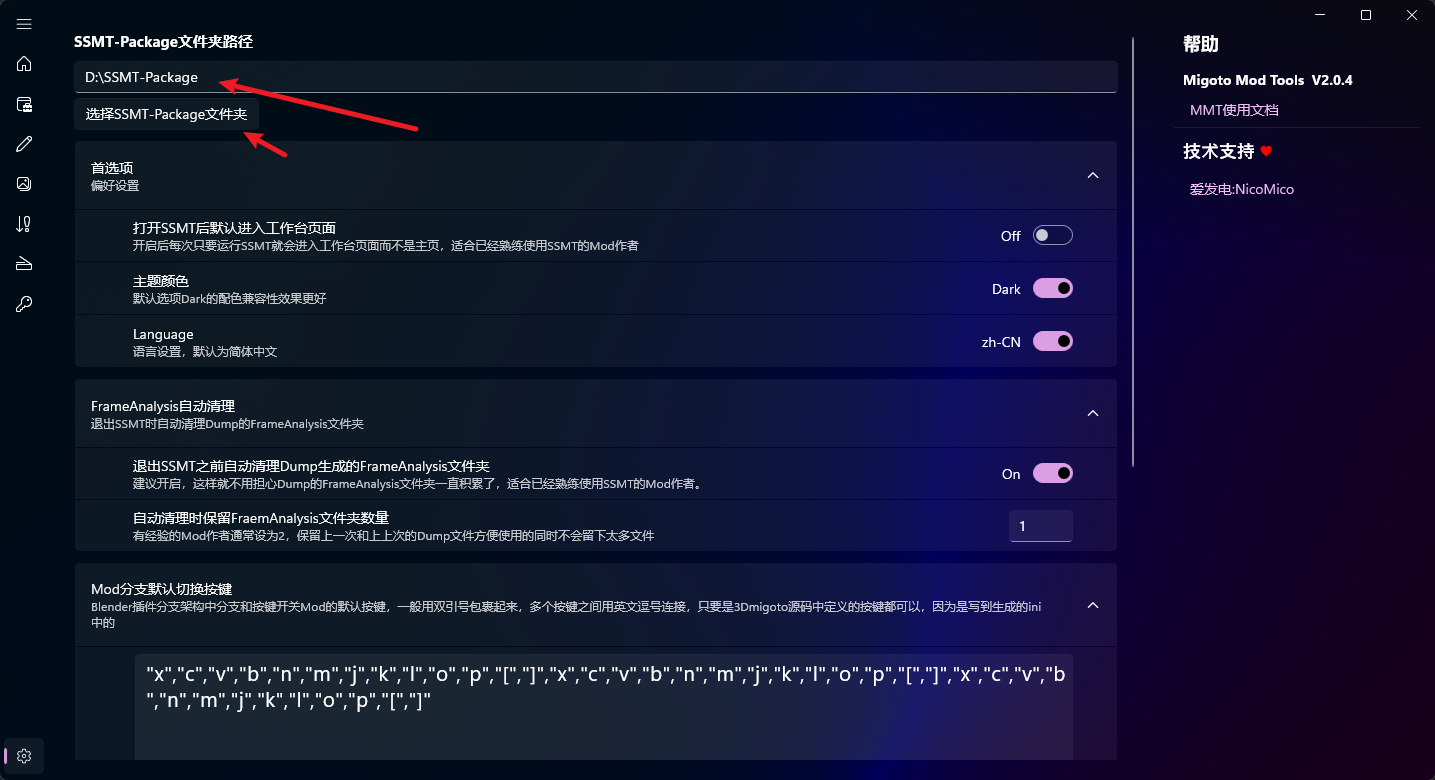 SSMT-Package文件夹路径
D:\SSMT-Package
选择SSMT-Package文件夹
首选项
偏好设置
打开SSMT后默认进入工作台页面
开启后每次只要运行SSMT就会进入工作台页面而不是主页，适合已经熟练使用SSMT的Mod作者
Off
主题颜色
默认选项Dark的配色兼容性效果更好
Dark
Language
语言设置，默认为简体中文
zh-CN
FrameAnalysis自动清理
退出SSMT时自动清理Dump的FrameAnalysis文件夹
退出SSMT之前自动清理Dump生成的FrameAnalysis文件夹
建议开启，这样就不用担心Dump的FrameAnalysis文件夹一直积累了，适合已经熟练使用SSMT的Mod作者。
On
自动清理时保留FraemAnalysis文件夹数量
有经验的Mod作者通常设为2，保留上一次和上上次的Dump文件方便使用的同时不会留下太多文件
1
Mod分支默认切换按键
Blender插件分支架构中分支和按键开关Mod的默认按键，一般用双引号包裹起来，多个按键之间用英文逗号连接，只要是3Dmigoto源码中定义的按键都可以，因为是写到生成的ini
中的
"x","c","v","b","n","m","j","k","l","o","p","[","]","x","c","v","b","n","m","j","k","l","o","p","[","]","x","c","v","b
","n","m","j","k","l","o","p","[","]"
帮助
Migoto Mod Tools V2.0.4
MMT使用文档
技术支持
爱发电:NicoMico